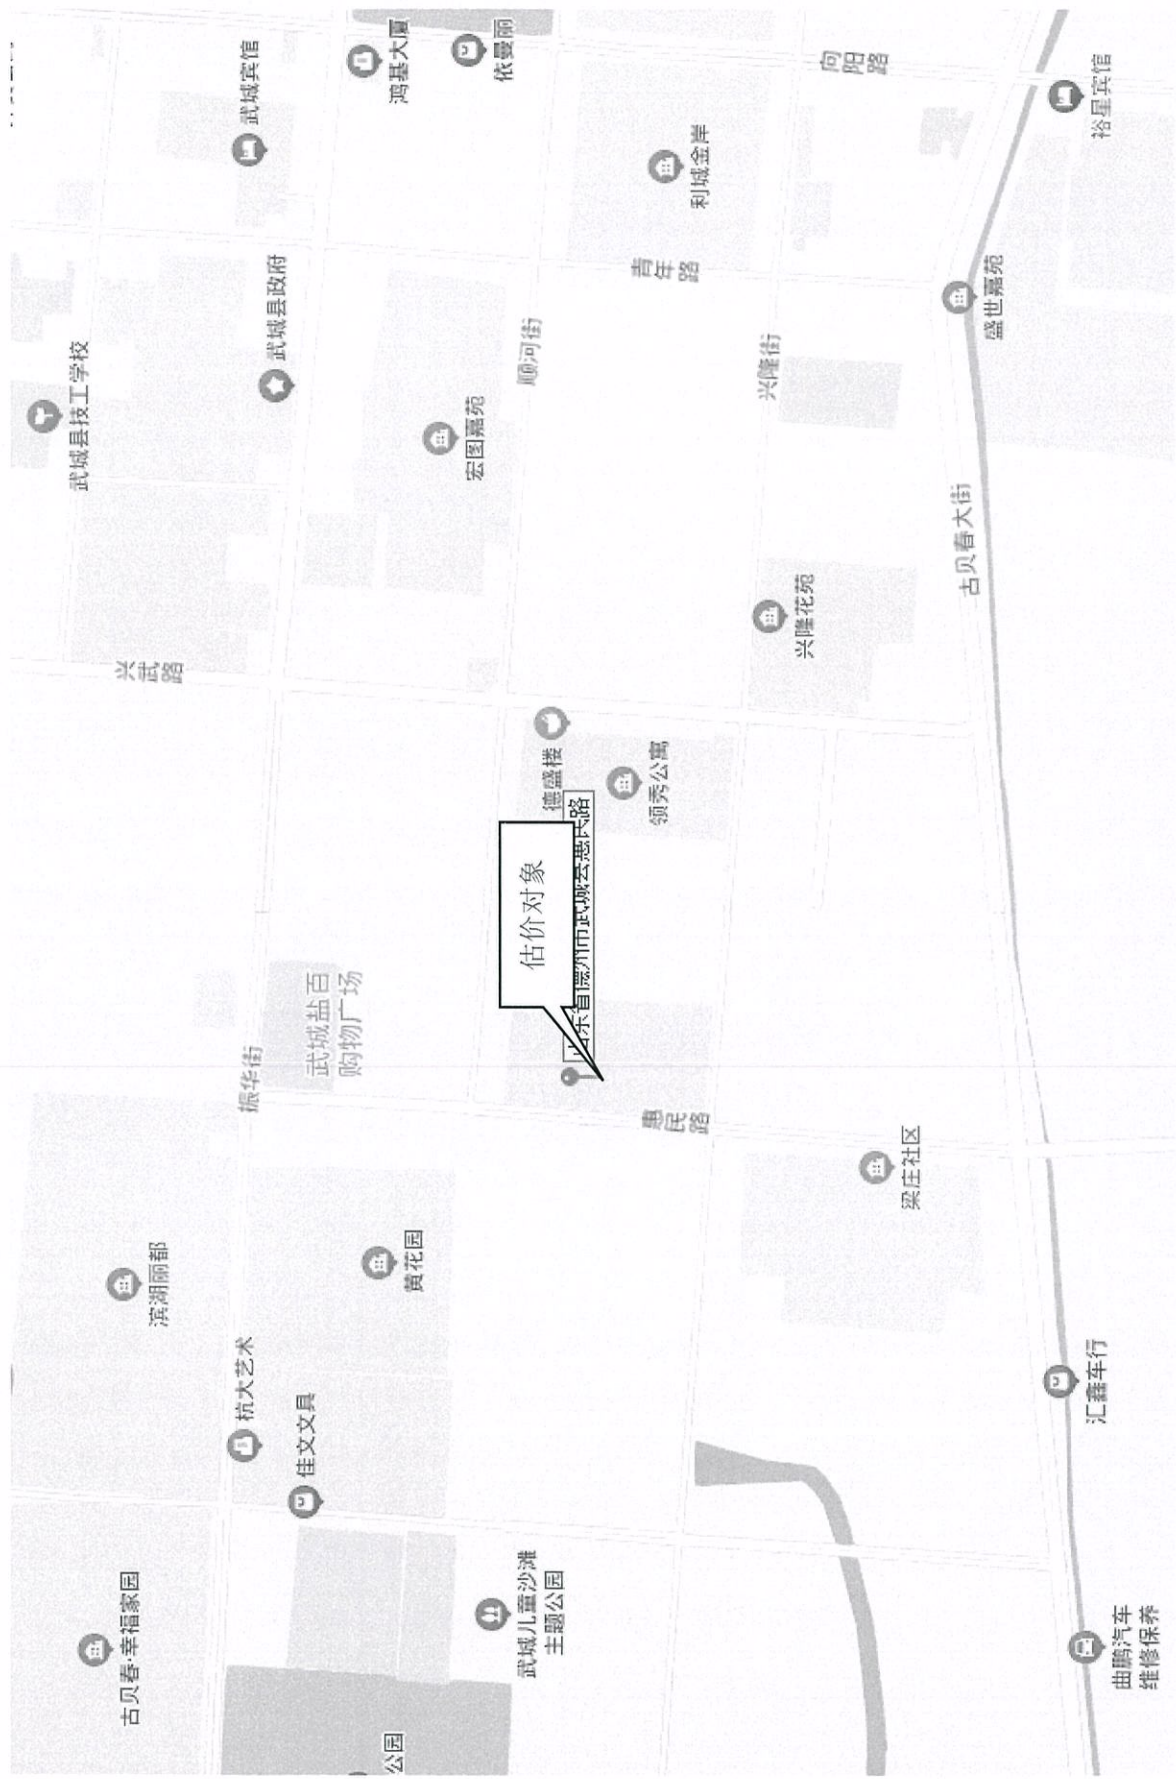 武城县技工学校
武城宾馆
武城县政府
鸿基大厦
依曼丽
兴武路
宏图嘉苑
顺河街
向阳路
利城金岸
青年路
兴隆街
裕星宾馆
盛世嘉苑
古贝春大街
兴隆花苑
德盛楼
领秀公寓
估价对象
东省德州市武城县惠民路
武城盐百
购物广场
振华街
惠民路
梁庄社区
滨湖丽都
黄花园
杭大艺术
佳文文具
古贝春·幸福家园
武城儿童沙滩
主题公园
公园
汇鑫车行
曲鹏汽车
维修保养